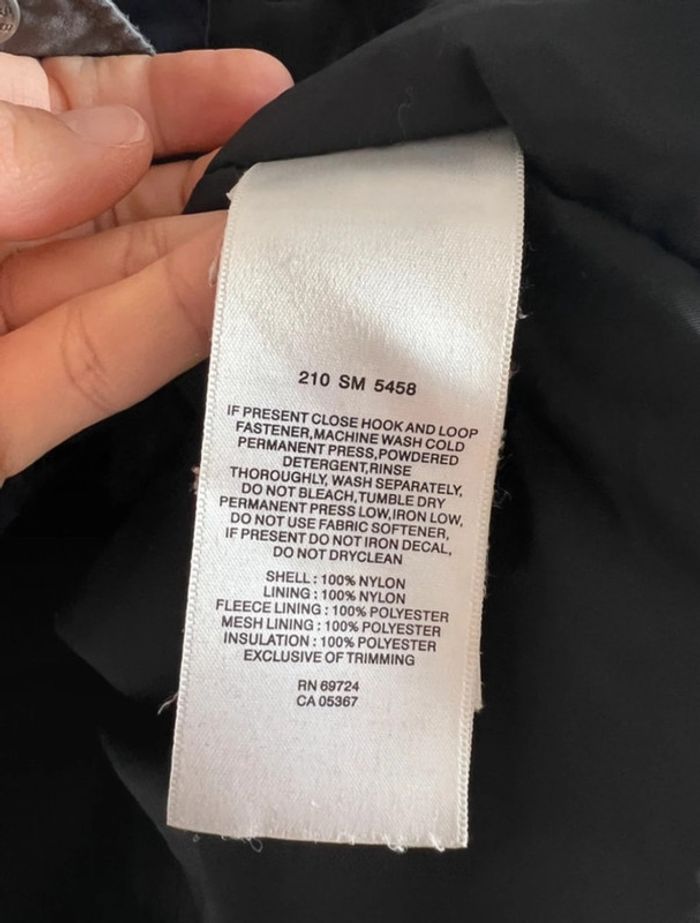 210 SM 5458
IF PRESENT CLOSE HOOK AND LOOP
FASTENER,MACHINE WASH COLD
PERMANENT PRESS,POWDERED
DETERGENT,RINSE
THOROUGHLY, WASH SEPARATELY,
DO NOT BLEACH,TUMBLE DRY
PERMANENT PRESS LOW,IRON LOW,
DO NOT USE FABRIC SOFTENER,
IF PRESENT DO NOT IRON DECAL,
DO NOT DRYCLEAN
SHELL : 100% NYLON
LINING : 100% NYLON
FLEECE LINING : 100% POLYESTER
MESH LINING : 100% POLYESTER
INSULATION : 100% POLYESTER
EXCLUSIVE OF TRIMMING
RN 69724
CA 05367